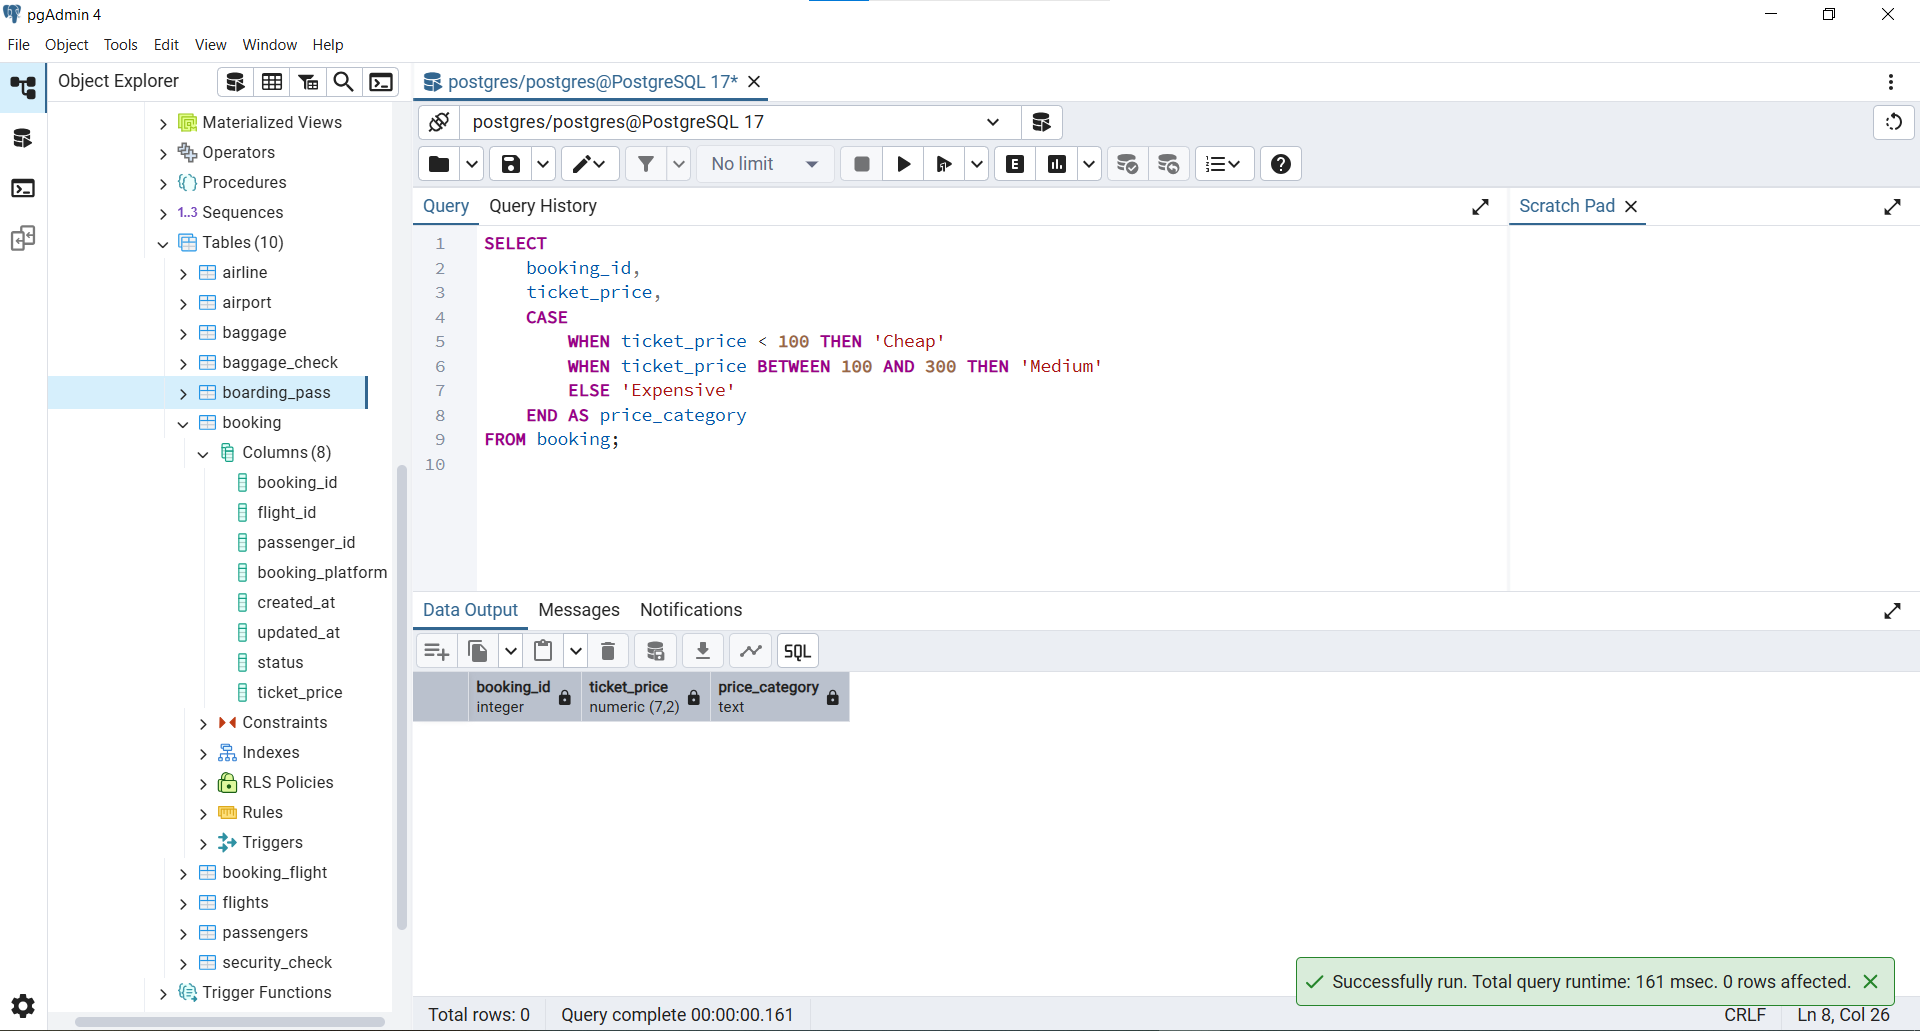 pgAdmin 4
File Object Tools Edit View Window Help
Object Explorer
Materialized Views
Operators
Procedures
1..3 Sequences
Tables (10)
airline
airport
baggage
baggage_check
boarding_pass
booking
Columns (8)
booking_id
flight_id
passenger_id
booking_platform
created_at
updated_at
status
ticket_price
Constraints
Indexes
RLS Policies
Rules
Triggers
booking_flight
flights
passengers
security_check
Trigger Functions
postgres/postgres@PostgreSQL 17*
postgres/postgres@PostgreSQL 17
No limit
E
Query Query History
Scratch Pad
1 SELECT
2 booking_id,
3 ticket_price,
4 CASE
5 WHEN ticket_price < 100 THEN 'Cheap'
6 WHEN ticket_price BETWEEN 100 AND 300 THEN 'Medium'
7 ELSE 'Expensive'
8 END AS price_category
9 FROM booking;
10
Data Output Messages Notifications
SQL
booking_id ticket_price price_category
integer numeric (7,2) text
Successfully run. Total query runtime: 161 msec. 0 rows affected.
Total rows: 0 Query complete 00:00:00.161 CRLF Ln 8, Col 26